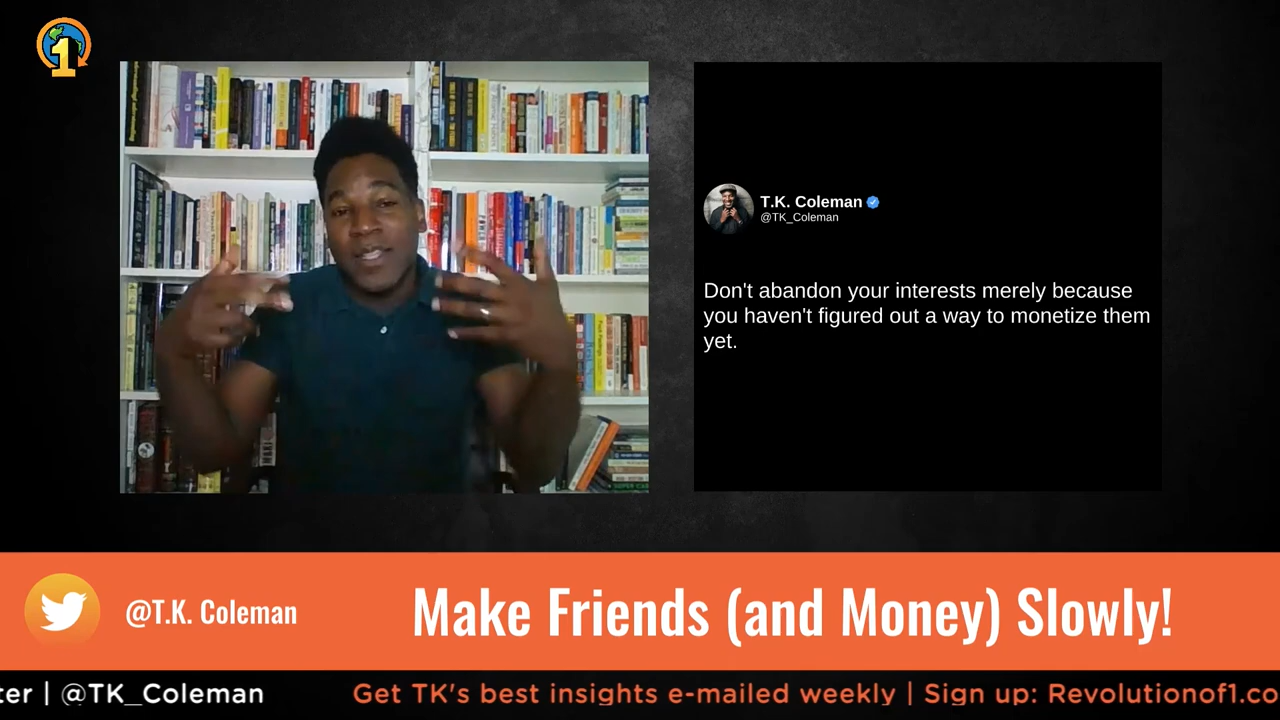 1
T.K. Coleman
@TK_Coleman
Don't abandon your interests merely because
you haven't figured out a way to monetize them
yet.
@T.K. Coleman
Make Friends (and Money) Slowly!
ter | @TK_Coleman
Get TK's best insights e-mailed weekly | Sign up: Revolutionof1.co